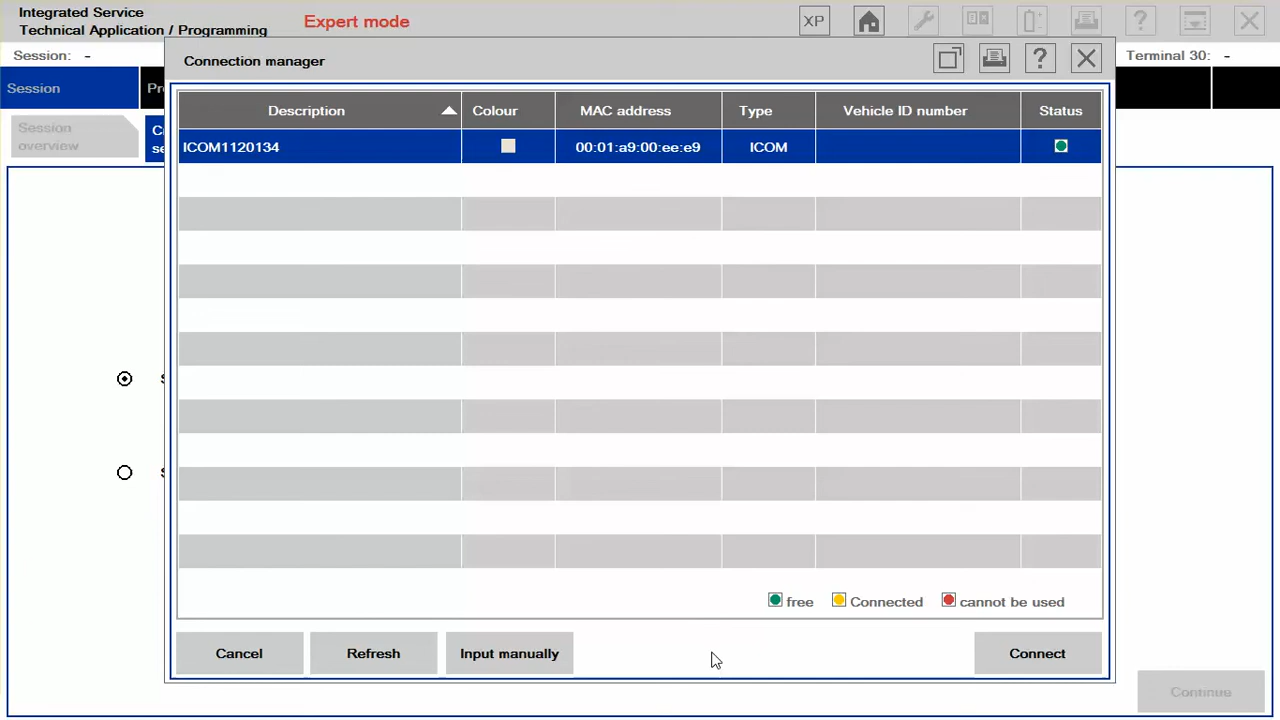 Integrated Service
Technical Application / Programming
Expert mode
XP
Session: -
Terminal 30: -
Session
Connection manager
?
?
Session
overview
Description
Colour
MAC address
Type
Vehicle ID number
Status
ICOM1120134
00:01:a9:00:ee:e9
ICOM
free
Connected
cannot be used
Cancel
Refresh
Input manually
Connect
Continue